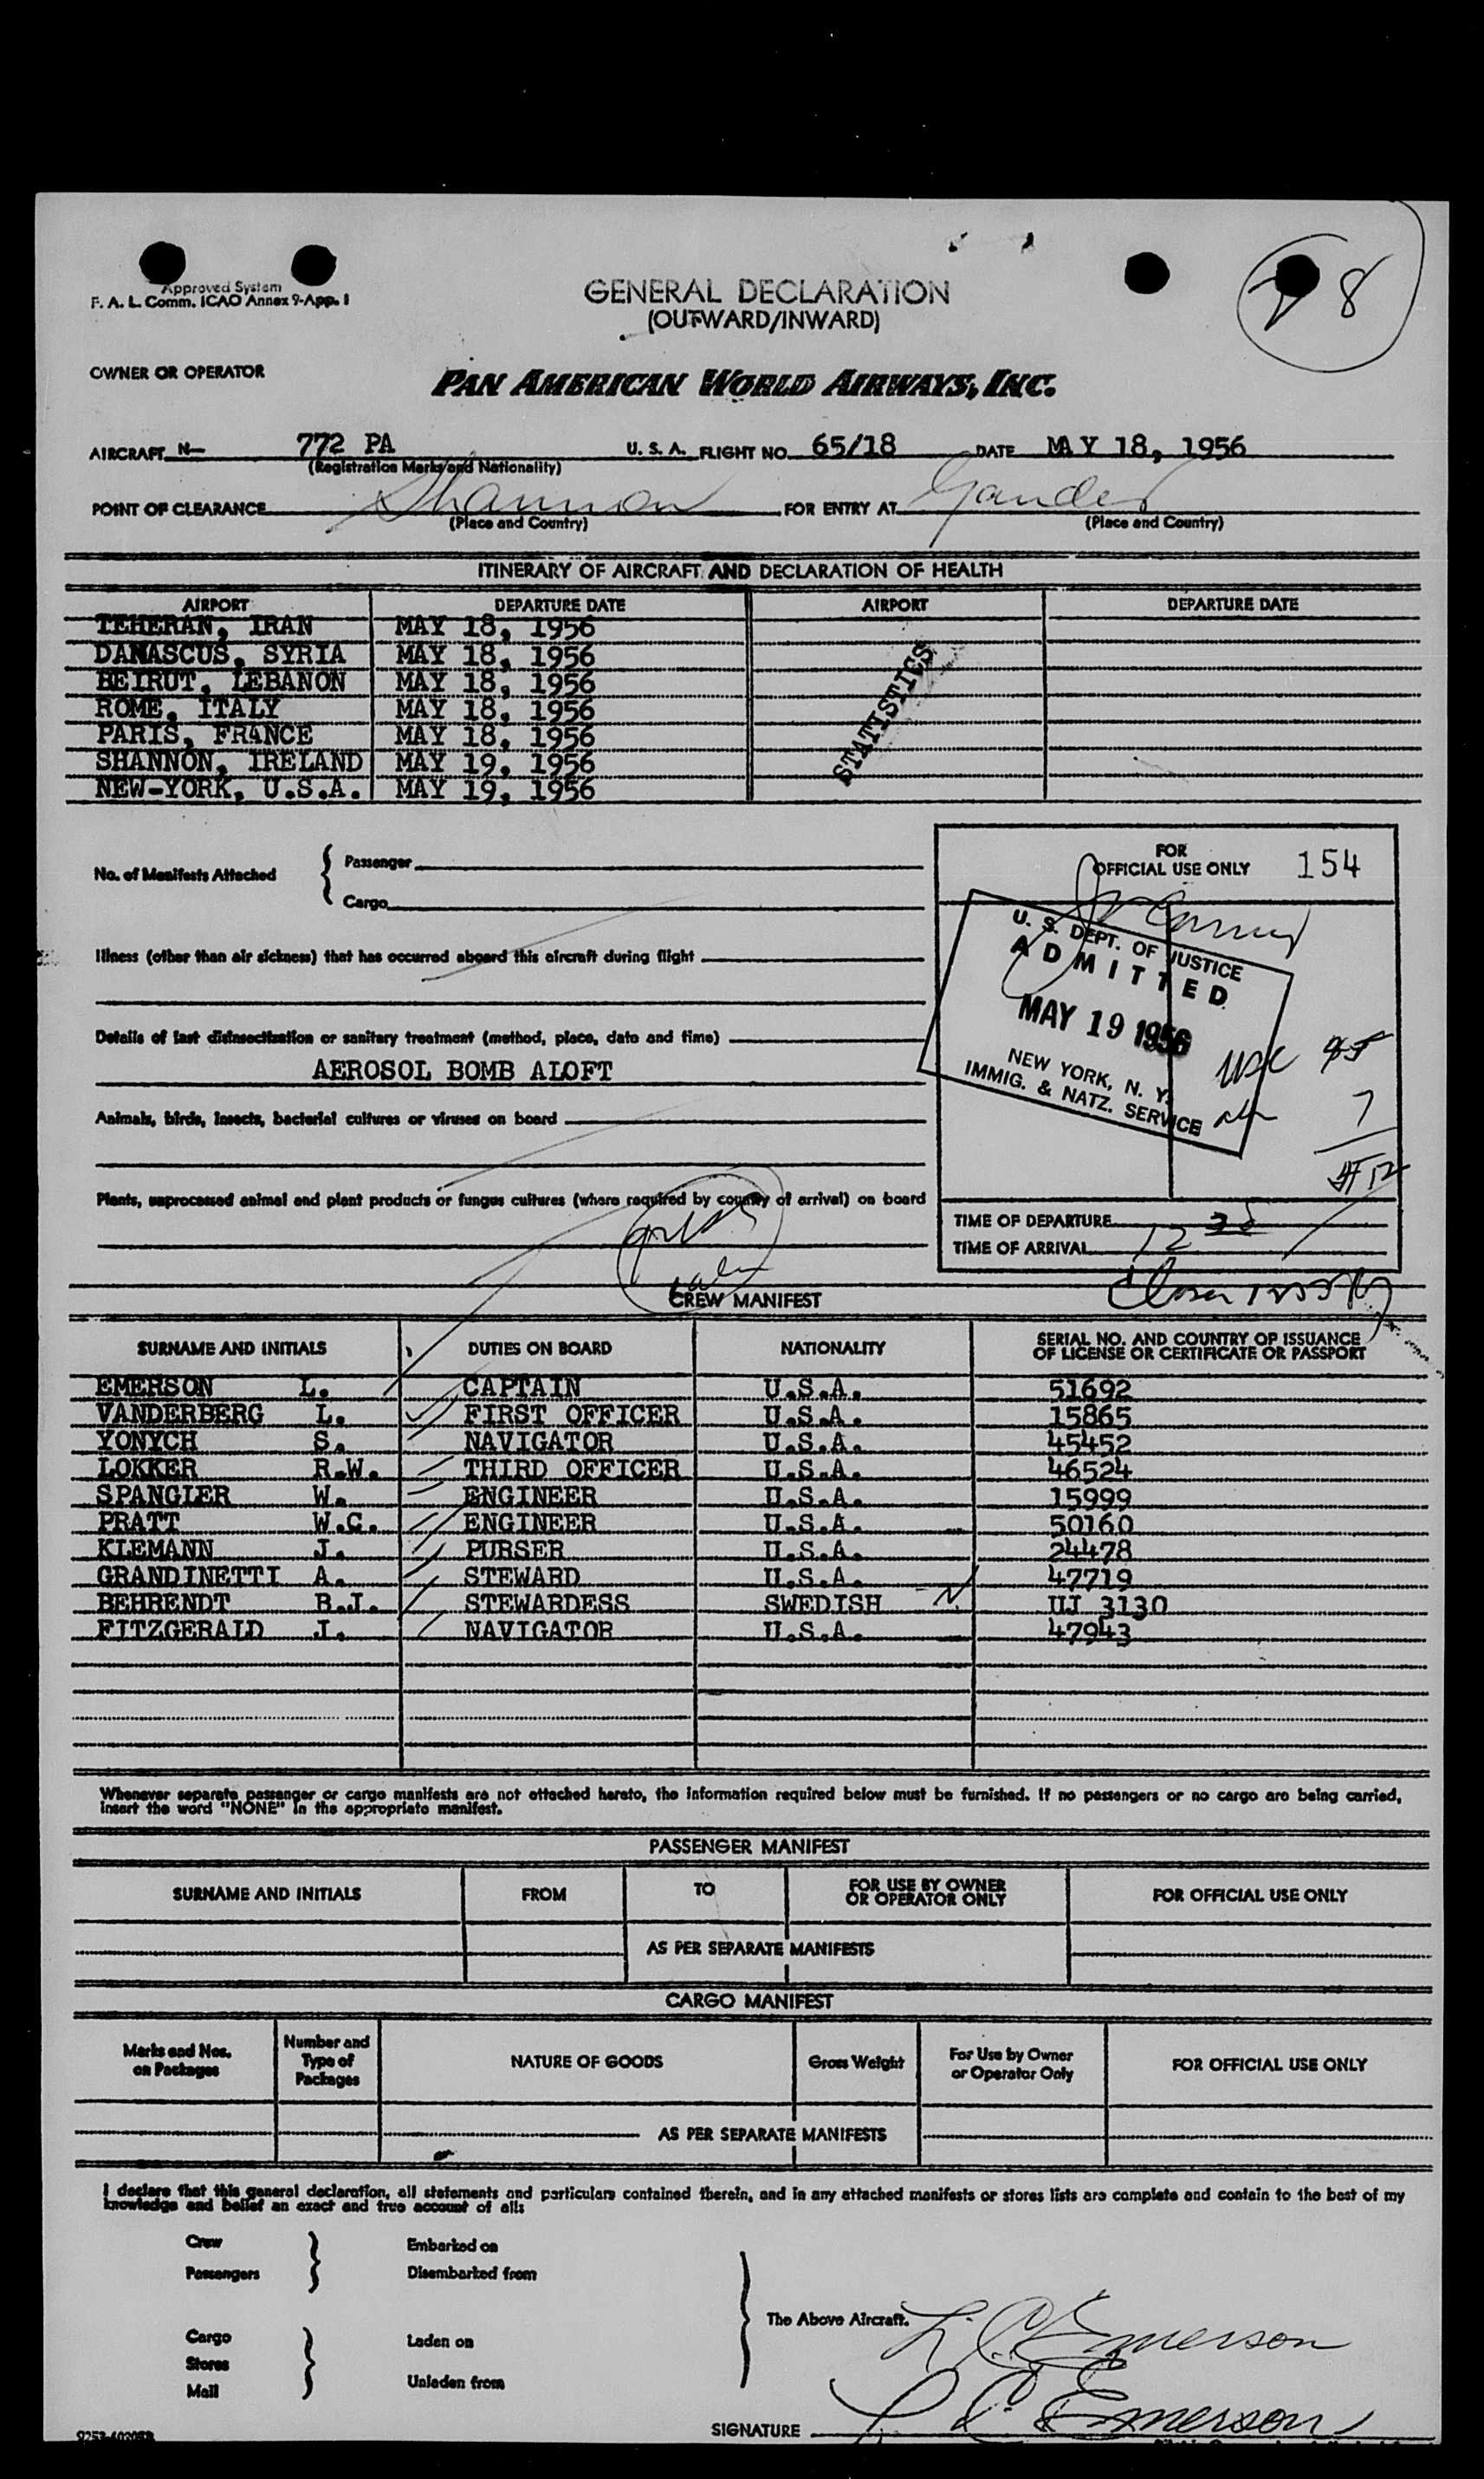 8
Approved System
F. A. L. Comm. ICAO Annex 9-App. I
GENERAL DECLARATION
(OUTWARD/INWARD)
OWNER OR OPERATOR
PAN AMERICAN WORLD AIRWAYS, INC.
AIRCRAFT N— 772 PA U. S. A. FLIGHT NO. 65/18 DATE MAY 18, 1956
(Registration Marks and Nationality)
POINT OF CLEARANCE Shannon FOR ENTRY AT Gander
(Place and Country) (Place and Country)
ITINERARY OF AIRCRAFT AND DECLARATION OF HEALTH
AIRPORT DEPARTURE DATE AIRPORT DEPARTURE DATE
TEHERAN, IRAN MAY 18, 1956
DAMASCUS, SYRIA MAY 18, 1956
BEIRUT, LEBANON MAY 18, 1956
ROME, ITALY MAY 18, 1956
PARIS, FRANCE MAY 18, 1956
SHANNON, IRELAND MAY 19, 1956
NEW-YORK, U.S.A. MAY 19, 1956
STATISTICS
No. of Manifests Attached { Passenger
Cargo
FOR
OFFICIAL USE ONLY 154
U. S. DEPT. OF JUSTICE
ADMITTED
MAY 19 1956
NEW YORK, N. Y.
IMMIG. & NATZ. SERVICE
USC
7
Illness (other than air sickness) that has occurred aboard this aircraft during flight
Details of last disinsectization or sanitary treatment (method, place, date and time)
AEROSOL BOMB ALOFT
Animals, birds, insects, bacterial cultures or viruses on board
Plants, unprocessed animal and plant products or fungus cultures (where required by country of arrival) on board
TIME OF DEPARTURE
TIME OF ARRIVAL 12 35
CREW MANIFEST
SURNAME AND INITIALS DUTIES ON BOARD NATIONALITY SERIAL NO. AND COUNTRY OF ISSUANCE
OF LICENSE OR CERTIFICATE OR PASSPORT
EMERSON L. CAPTAIN U.S.A. 51692
VANDERBERG L. FIRST OFFICER U.S.A. 15865
YONYCH S. NAVIGATOR U.S.A. 45452
LOKKER R.W. THIRD OFFICER U.S.A. 46524
SPANGLER W. ENGINEER U.S.A. 15999
PRATT W.C. ENGINEER U.S.A. 50160
KLEMANN J. PURSER U.S.A. 24478
GRANDINETTI A. STEWARD U.S.A. 47719
BEHRENDT B.I. STEWARDESS SWEDISH UJ 3130
FITZGERALD J. NAVIGATOR U.S.A. 47943
Whenever separate passenger or cargo manifests are not attached hereto, the information required below must be furnished. If no passengers or no cargo are being carried,
insert the word "NONE" in the appropriate manifest.
PASSENGER MANIFEST
SURNAME AND INITIALS FROM TO FOR USE BY OWNER
OR OPERATOR ONLY FOR OFFICIAL USE ONLY
AS PER SEPARATE MANIFESTS
CARGO MANIFEST
Marks and Nos.
on Packages
Number and
Type of
Packages
NATURE OF GOODS
Gross Weight
For Use by Owner
or Operator Only
FOR OFFICIAL USE ONLY
AS PER SEPARATE MANIFESTS
I declare that this general declaration, all statements and particulars contained therein, and in any attached manifests or stores lists are complete and contain to the best of my
knowledge and belief an exact and true account of all:
Crew Embarked on
Passengers Disembarked from
The Above Aircraft.
L. C. Emerson
Cargo Laden on
Stores
Mail Unladen from
SIGNATURE L C Emerson